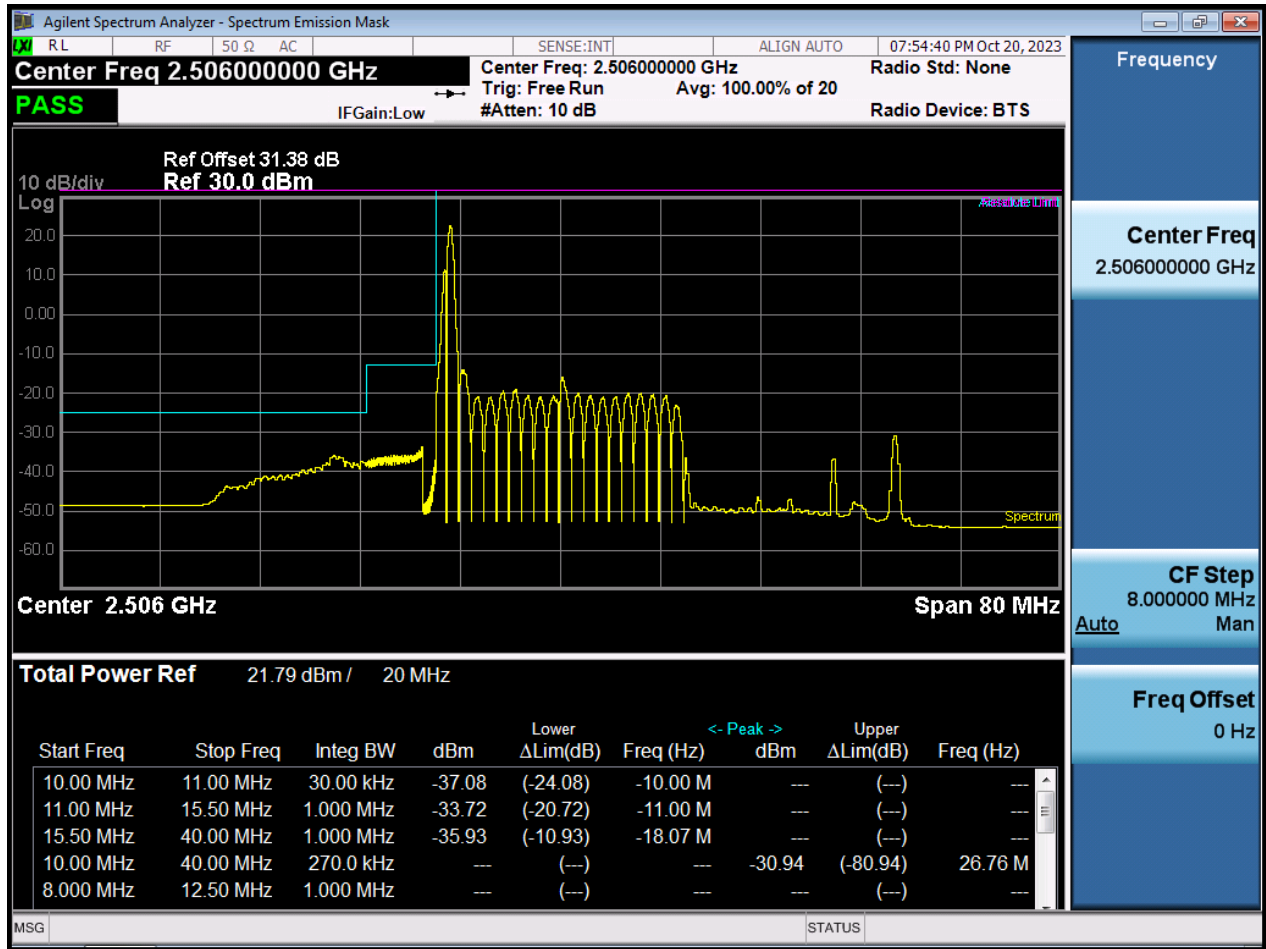 Agilent Spectrum Analyzer - Spectrum Emission Mask
LXI RL RF 50 Ω AC SENSE:INT ALIGN AUTO 07:54:40 PM Oct 20, 2023
Center Freq 2.506000000 GHz
PASS
IFGain:Low
Center Freq: 2.506000000 GHz
Trig: Free Run Avg: 100.00% of 20
#Atten: 10 dB
Radio Std: None
Radio Device: BTS
Ref Offset 31.38 dB
10 dB/div Ref 30.0 dBm
Log
20.0
10.0
0.00
-10.0
-20.0
-30.0
-40.0
-50.0
-60.0
Spectrum
Center 2.506 GHz Span 80 MHz
Total Power Ref 21.79 dBm / 20 MHz
Lower <- Peak -> Upper
Start Freq Stop Freq Integ BW dBm ΔLim(dB) Freq (Hz) dBm ΔLim(dB) Freq (Hz)
10.00 MHz 11.00 MHz 30.00 kHz -37.08 (-24.08) -10.00 M --- (---) ---
11.00 MHz 15.50 MHz 1.000 MHz -33.72 (-20.72) -11.00 M --- (---) ---
15.50 MHz 40.00 MHz 1.000 MHz -35.93 (-10.93) -18.07 M --- (---) ---
10.00 MHz 40.00 MHz 270.0 kHz --- (---) --- -30.94 (-80.94) 26.76 M
8.000 MHz 12.50 MHz 1.000 MHz --- (---) --- --- (---) ---
MSG STATUS
Frequency
Center Freq
2.506000000 GHz
CF Step
8.000000 MHz
Auto Man
Freq Offset
0 Hz